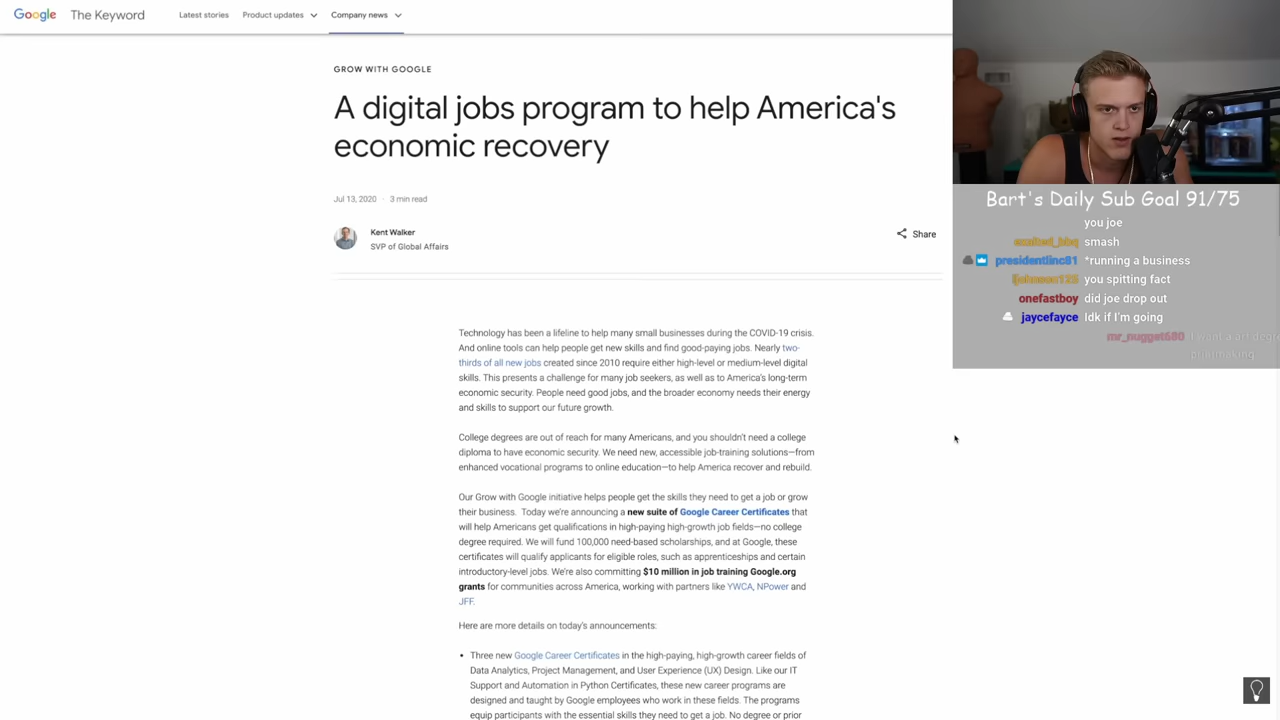 Google The Keyword Latest stories Product updates Company news
GROW WITH GOOGLE
A digital jobs program to help America's
economic recovery
Jul 13, 2020 · 3 min read
Kent Walker
SVP of Global Affairs
Share
Technology has been a lifeline to help many small businesses during the COVID-19 crisis.
And online tools can help people get new skills and find good-paying jobs. Nearly two-
thirds of all new jobs created since 2010 require either high-level or medium-level digital
skills. This presents a challenge for many job seekers, as well as to America's long-term
economic security. People need good jobs, and the broader economy needs their energy
and skills to support our future growth.
College degrees are out of reach for many Americans, and you shouldn't need a college
diploma to have economic security. We need new, accessible job-training solutions—from
enhanced vocational programs to online education—to help America recover and rebuild.
Our Grow with Google initiative helps people get the skills they need to get a job or grow
their business. Today we're announcing a new suite of Google Career Certificates that
will help Americans get qualifications in high-paying high-growth job fields—no college
degree required. We will fund 100,000 need-based scholarships, and at Google, these
certificates will qualify applicants for eligible roles, such as apprenticeships and certain
introductory-level jobs. We're also committing $10 million in job training Google.org
grants for communities across America, working with partners like YWCA, NPower and
JFF.
Here are more details on today's announcements:
• Three new Google Career Certificates in the high-paying, high-growth career fields of
Data Analytics, Project Management, and User Experience (UX) Design. Like our IT
Support and Automation in Python Certificates, these new career programs are
designed and taught by Google employees who work in these fields. The programs
equip participants with the essential skills they need to get a job. No degree or prior
Bart's Daily Sub Goal 91/75
you joe
smash
presidentlinc81 *running a business
you spitting fact
onefastboy did joe drop out
jaycefayce Idk if I'm going
mr_nugget680 I want a art